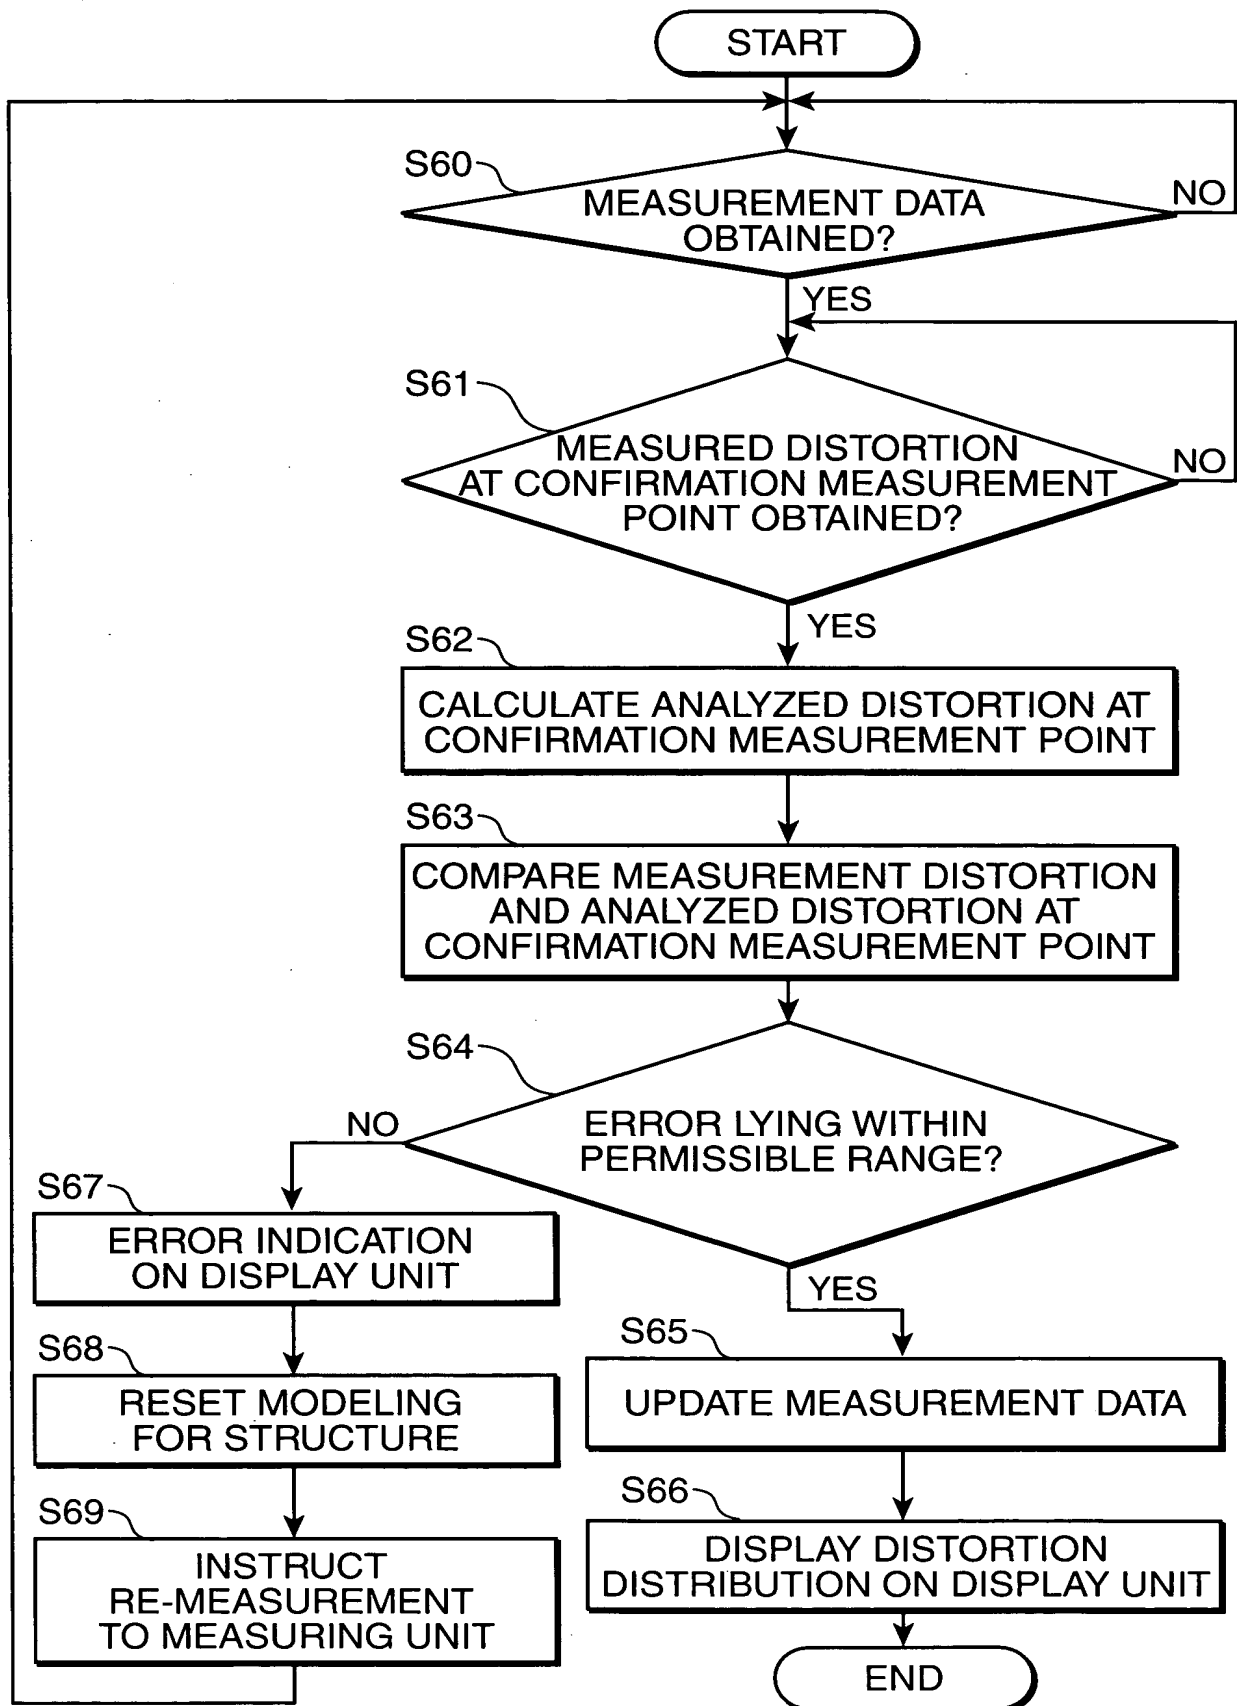 START
S60
MEASUREMENT DATA
OBTAINED?
NO
YES
S61
MEASURED DISTORTION
AT CONFIRMATION MEASUREMENT
POINT OBTAINED?
NO
YES
S62
CALCULATE ANALYZED DISTORTION AT
CONFIRMATION MEASUREMENT POINT
S63
COMPARE MEASUREMENT DISTORTION
AND ANALYZED DISTORTION AT
CONFIRMATION MEASUREMENT POINT
S64
ERROR LYING WITHIN
PERMISSIBLE RANGE?
NO
S67
ERROR INDICATION
ON DISPLAY UNIT
S68
RESET MODELING
FOR STRUCTURE
S69
INSTRUCT
RE-MEASUREMENT
TO MEASURING UNIT
YES
S65
UPDATE MEASUREMENT DATA
S66
DISPLAY DISTORTION
DISTRIBUTION ON DISPLAY UNIT
END